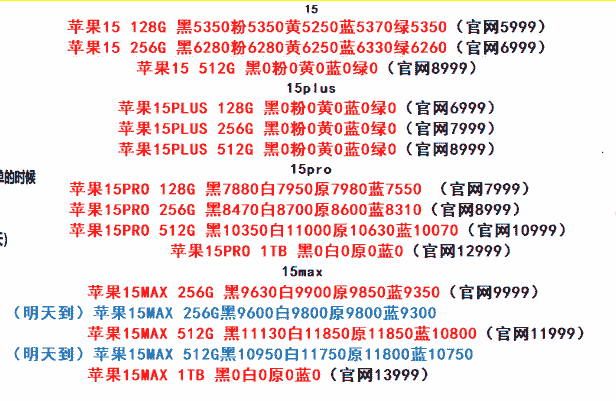 15
苹果15 128G 黑5350粉5350黄5250蓝5370绿5350（官网5999）
苹果15 256G 黑6280粉6280黄6250蓝6330绿6260（官网6999）
苹果15 512G 黑0粉0黄0蓝0绿0（官网8999）
15plus
苹果15PLUS 128G 黑0粉0黄0蓝0绿0（官网6999）
苹果15PLUS 256G 黑0粉0黄0蓝0绿0（官网7999）
苹果15PLUS 512G 黑0粉0黄0蓝0绿0（官网8999）
15pro
的时候
苹果15PRO 128G 黑7880白7950原7980蓝7550 （官网7999）
苹果15PRO 256G 黑8470白8700原8600蓝8310（官网8999）
苹果15PRO 512G 黑10350白11000原10630蓝10070（官网10999）
苹果15PRO 1TB 黑0白0原0蓝0（官网12999）
15max
苹果15MAX 256G 黑9630白9900原9850蓝9350（官网9999）
（明天到）苹果15MAX 256G黑9600白9800原9800蓝9300
苹果15MAX 512G 黑11130白11850原11850蓝10800（官网11999）
（明天到）苹果15MAX 512G黑10950白11750原11800蓝10750
苹果15MAX 1TB 黑0白0原0蓝0（官网13999）